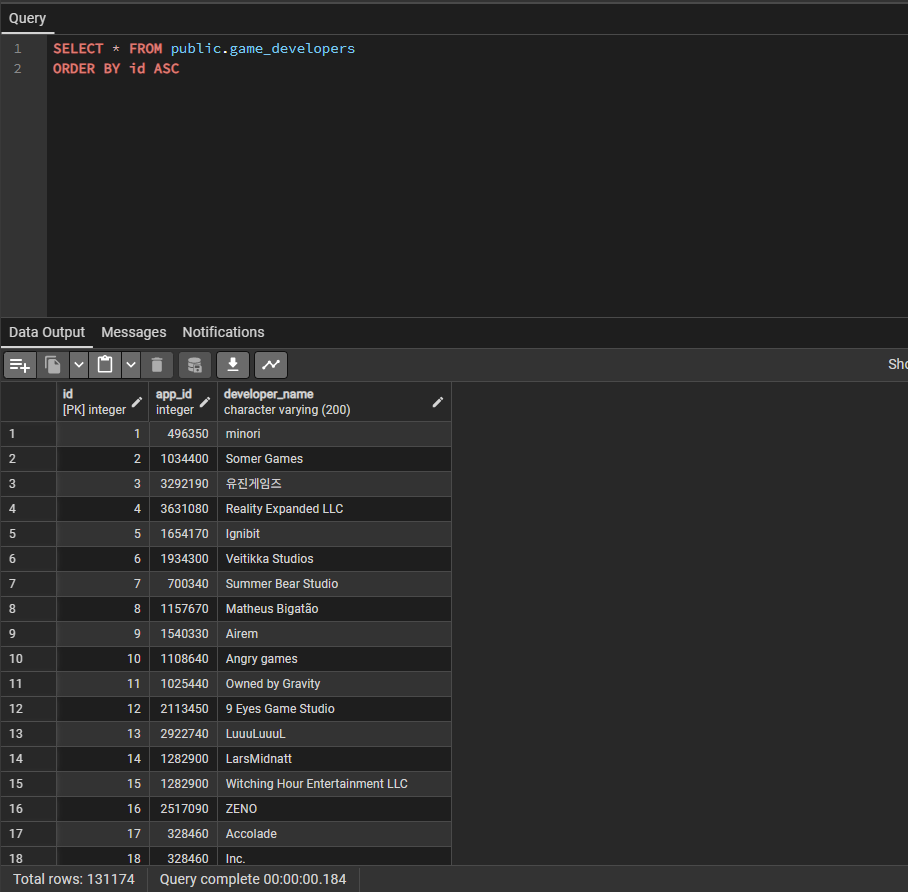 Query
1 SELECT * FROM public.game_developers
2 ORDER BY id ASC
Data Output Messages Notifications
Sho
id app_id developer_name
[PK] integer integer character varying (200)
1 1 496350 minori
2 2 1034400 Somer Games
3 3 3292190 유진게임즈
4 4 3631080 Reality Expanded LLC
5 5 1654170 Ignibit
6 6 1934300 Veitikka Studios
7 7 700340 Summer Bear Studio
8 8 1157670 Matheus Bigatão
9 9 1540330 Airem
10 10 1108640 Angry games
11 11 1025440 Owned by Gravity
12 12 2113450 9 Eyes Game Studio
13 13 2922740 LuuuLuuuL
14 14 1282900 LarsMidnatt
15 15 1282900 Witching Hour Entertainment LLC
16 16 2517090 ZENO
17 17 328460 Accolade
18 18 328460 Inc.
Total rows: 131174 Query complete 00:00:00.184